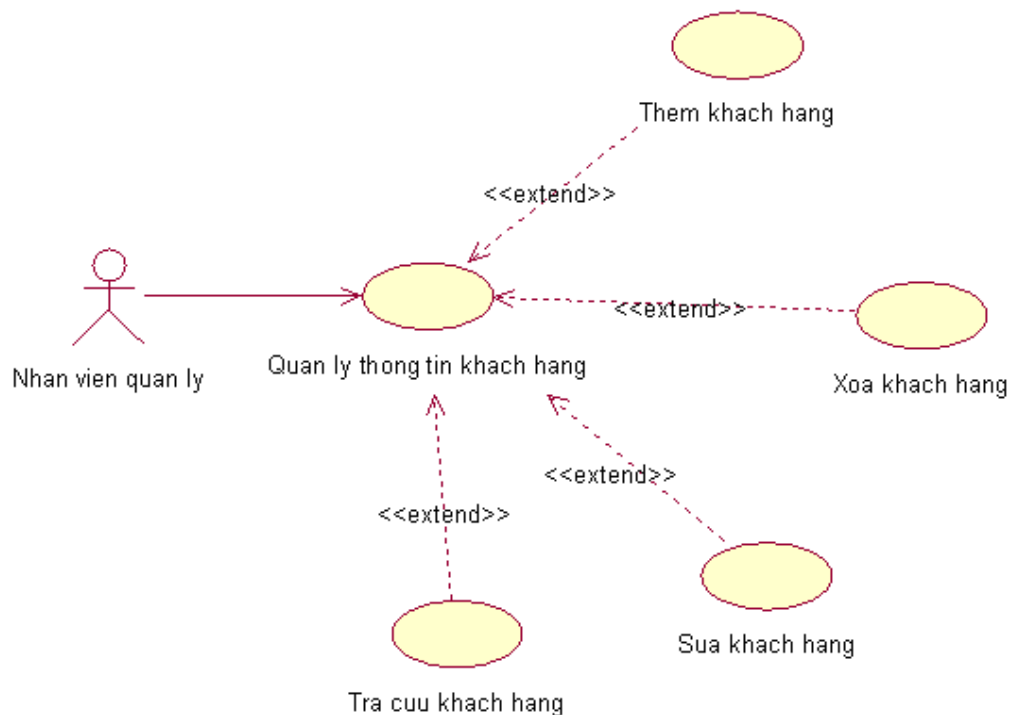 Them khach hang
<<extend>>
<<extend>>
Nhan vien quan ly
Quan ly thong tin khach hang
Xoa khach hang
<<extend>>
<<extend>>
Sua khach hang
Tra cuu khach hang